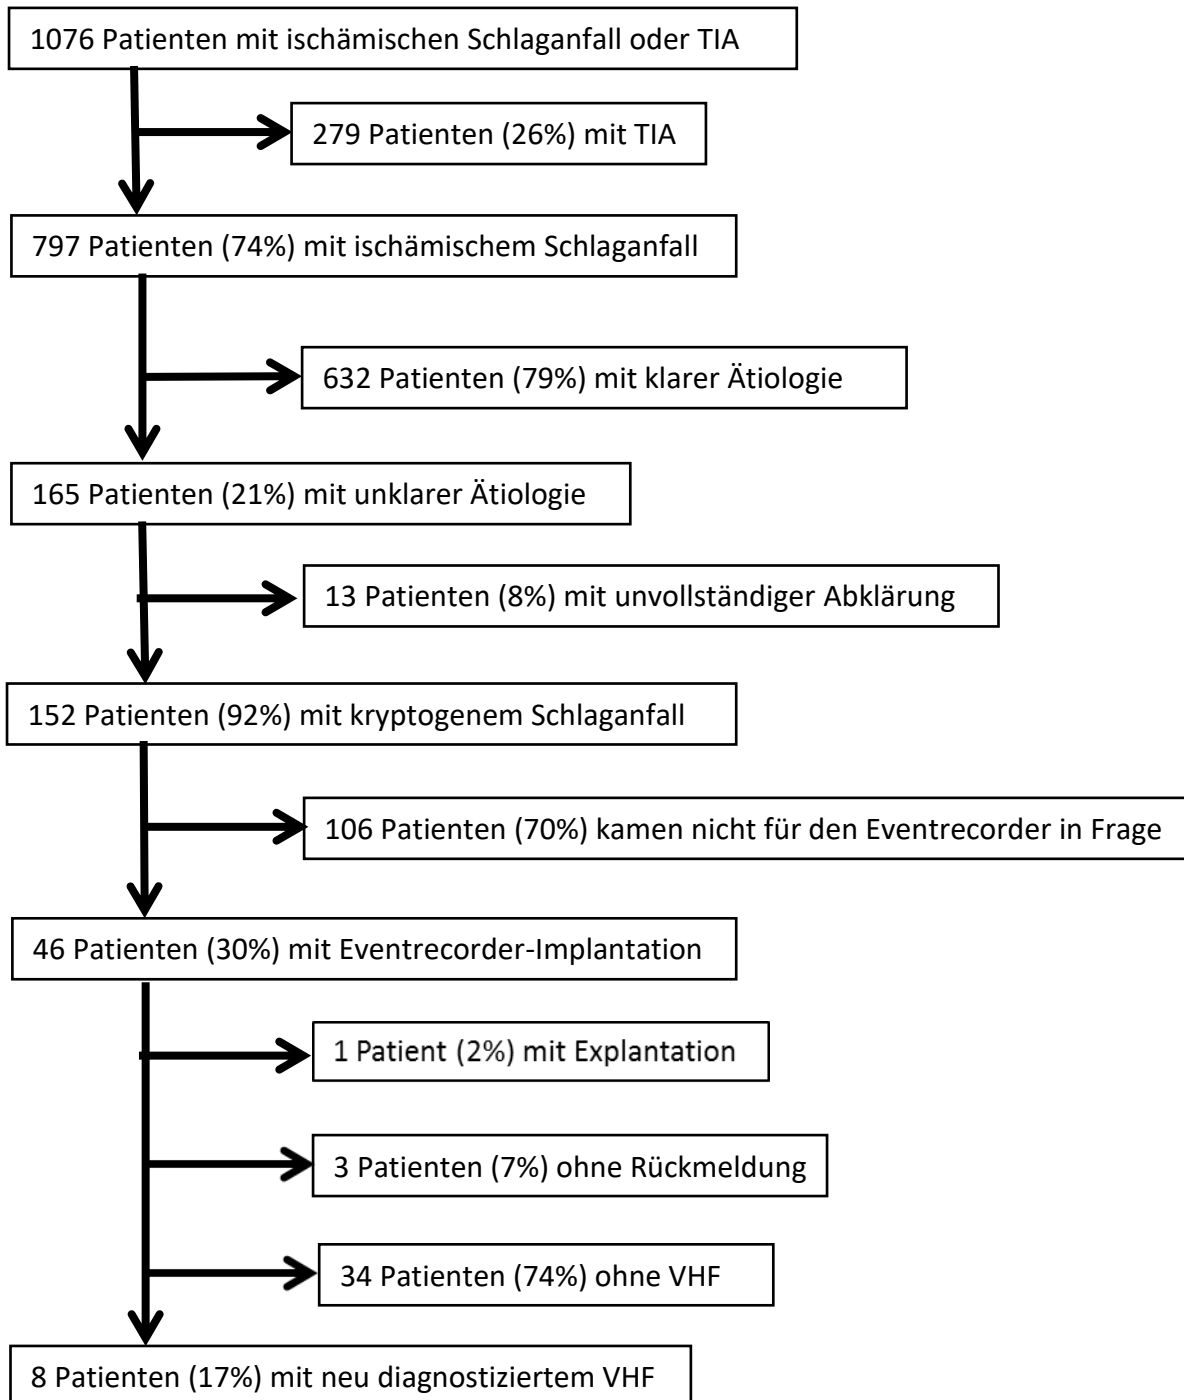 1076 Patienten mit ischämischen Schlaganfall oder TIA
279 Patienten (26%) mit TIA
797 Patienten (74%) mit ischämischem Schlaganfall
632 Patienten (79%) mit klarer Ätiologie
165 Patienten (21%) mit unklarer Ätiologie
13 Patienten (8%) mit unvollständiger Abklärung
152 Patienten (92%) mit kryptogenem Schlaganfall
106 Patienten (70%) kamen nicht für den Eventrecorder in Frage
46 Patienten (30%) mit Eventrecorder-Implantation
1 Patient (2%) mit Explantation
3 Patienten (7%) ohne Rückmeldung
34 Patienten (74%) ohne VHF
8 Patienten (17%) mit neu diagnostiziertem VHF